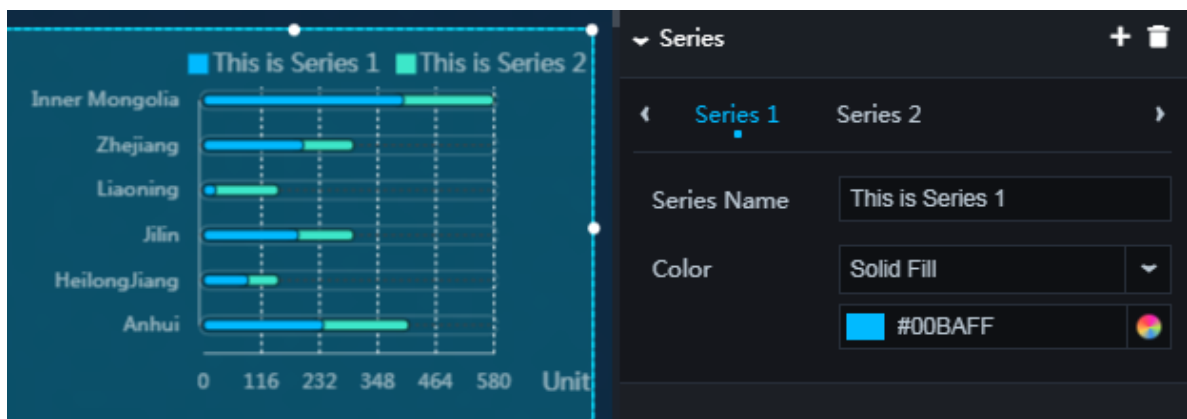 This is Series 1 This is Series 2
Inner Mongolia
Zhejiang
Liaoning
Jilin
HeilongJiang
Anhui
0 116 232 348 464 580 Unit
Series
Series 1 Series 2
Series Name This is Series 1
Color Solid Fill
#00BAFF